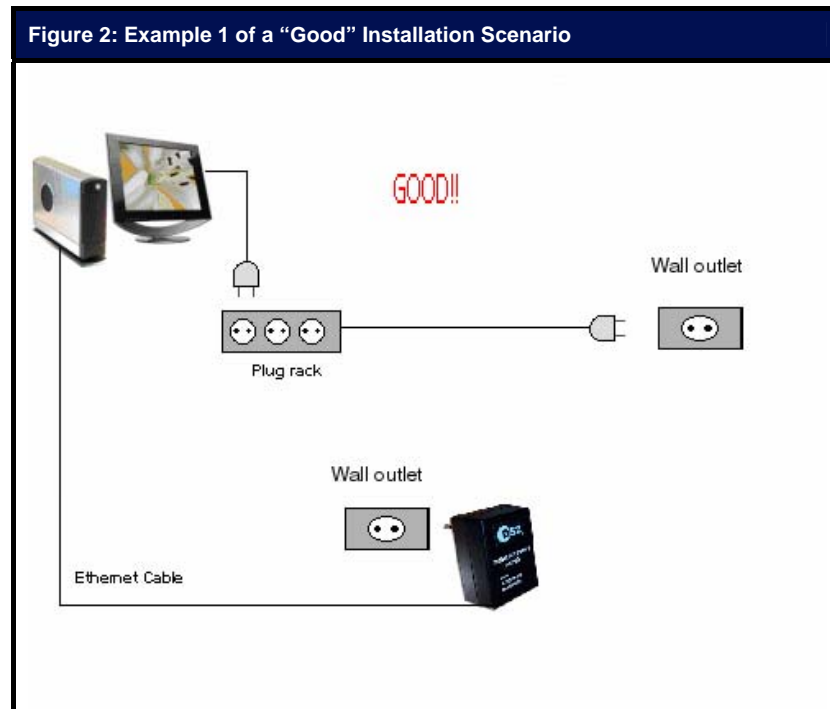 Figure 2: Example 1 of a “Good” Installation Scenario
GOOD!!
Wall outlet
Plug rack
Wall outlet
Ethernet Cable